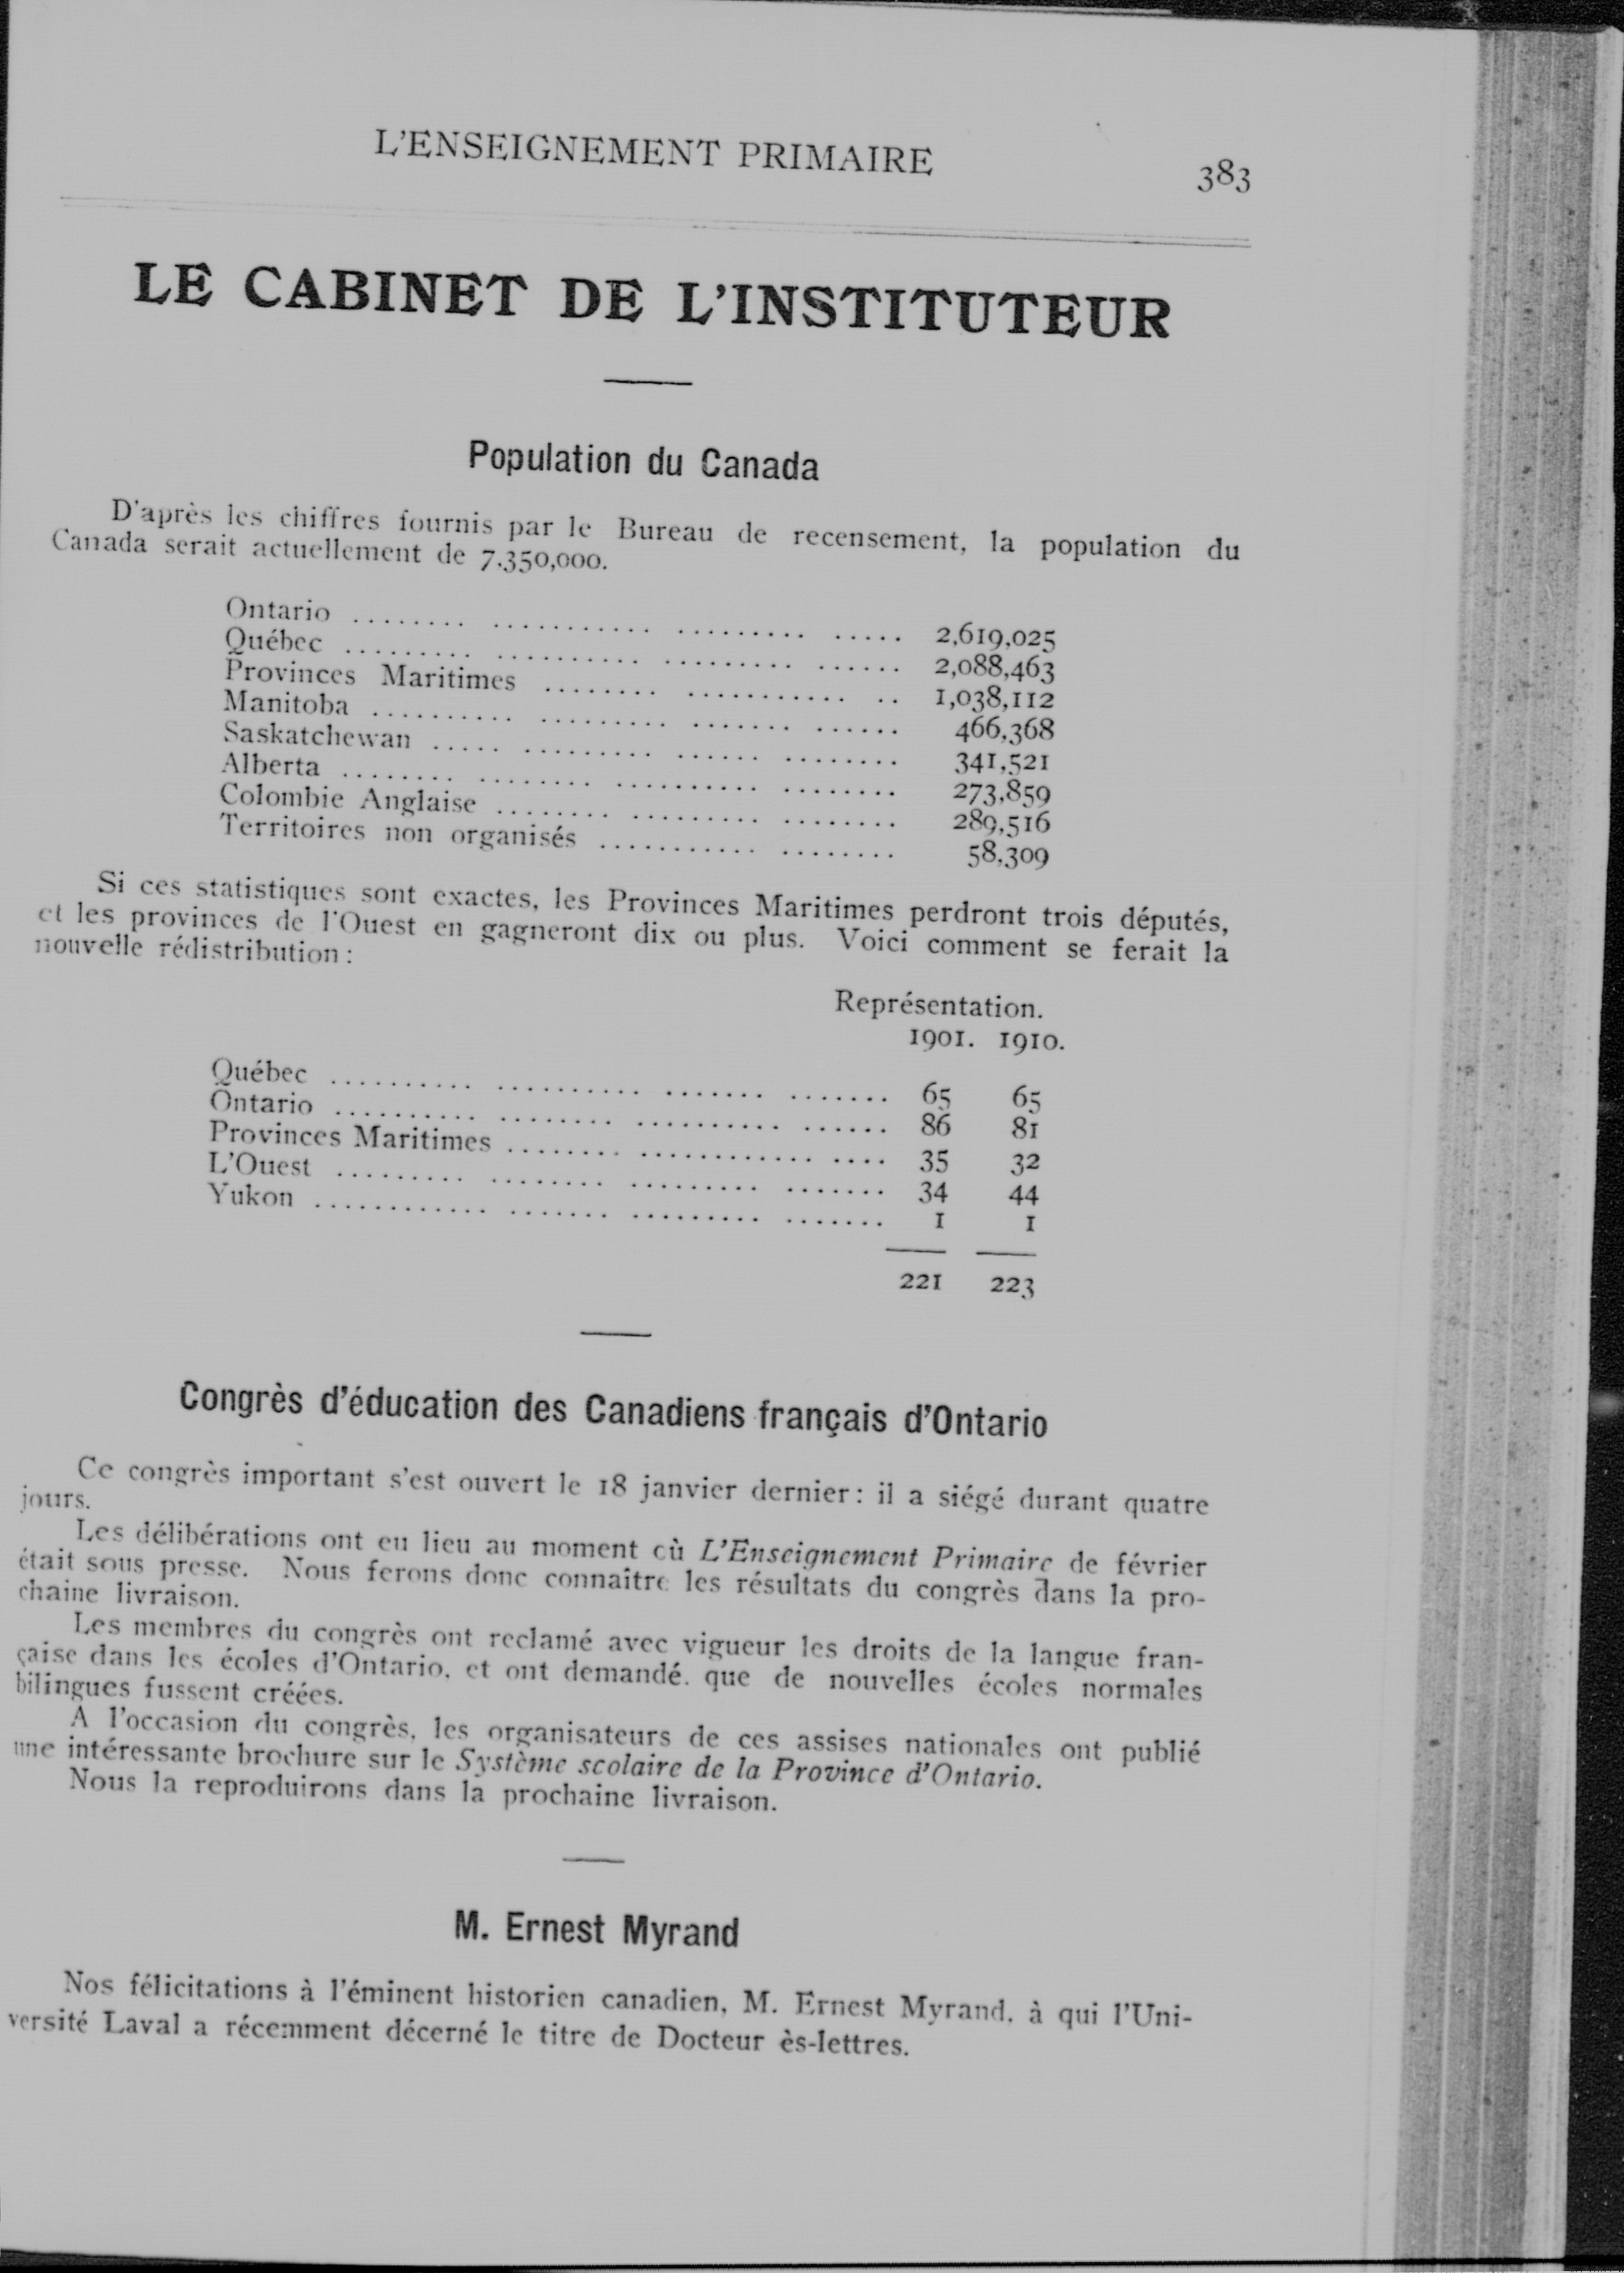 L'ENSEIGNEMENT PRIMAIRE 383
LE CABINET DE L'INSTITUTEUR
Population du Canada
D'après les chiffres fournis par le Bureau de recensement, la population du
Canada serait actuellement de 7,350,000.
Ontario ........ ........... ......... ..... 2,619,025
Québec ......... .......... ......... ...... 2,088,463
Provinces Maritimes ........ ........... .. 1,038,112
Manitoba .......... ......... ....... ...... 466,368
Saskatchewan ..... ......... ...... ........ 341,521
Alberta ........ ........ .......... ........ 273,859
Colombie Anglaise ........ ......... ........ 289,516
Territoires non organisés ........... ........ 58,309
Si ces statistiques sont exactes, les Provinces Maritimes perdront trois députés,
et les provinces de l'Ouest en gagneront dix ou plus. Voici comment se ferait la
nouvelle rédistribution:
Représentation.
1901. 1910.
Québec .......... .......... ....... ....... 65 65
Ontario .......... ......... .......... ...... 86 81
Provinces Maritimes ........ ............ .... 35 32
L'Ouest ......... ........ ......... ....... 34 44
Yukon ............ ....... ......... ....... 1 1
221 223
Congrès d'éducation des Canadiens français d'Ontario
Ce congrès important s'est ouvert le 18 janvier dernier: il a siégé durant quatre
jours.
Les délibérations ont eu lieu au moment cù L'Enseignement Primaire de février
était sous presse. Nous ferons donc connaître les résultats du congrès dans la pro-
chaine livraison.
Les membres du congrès ont reclamé avec vigueur les droits de la langue fran-
çaise dans les écoles d'Ontario, et ont demandé. que de nouvelles écoles normales
bilingues fussent créées.
A l'occasion du congrès, les organisateurs de ces assises nationales ont publié
une intéressante brochure sur le Système scolaire de la Province d'Ontario.
Nous la reproduirons dans la prochaine livraison.
M. Ernest Myrand
Nos félicitations à l'éminent historien canadien, M. Ernest Myrand, à qui l'Uni-
versité Laval a récemment décerné le titre de Docteur ès-lettres.